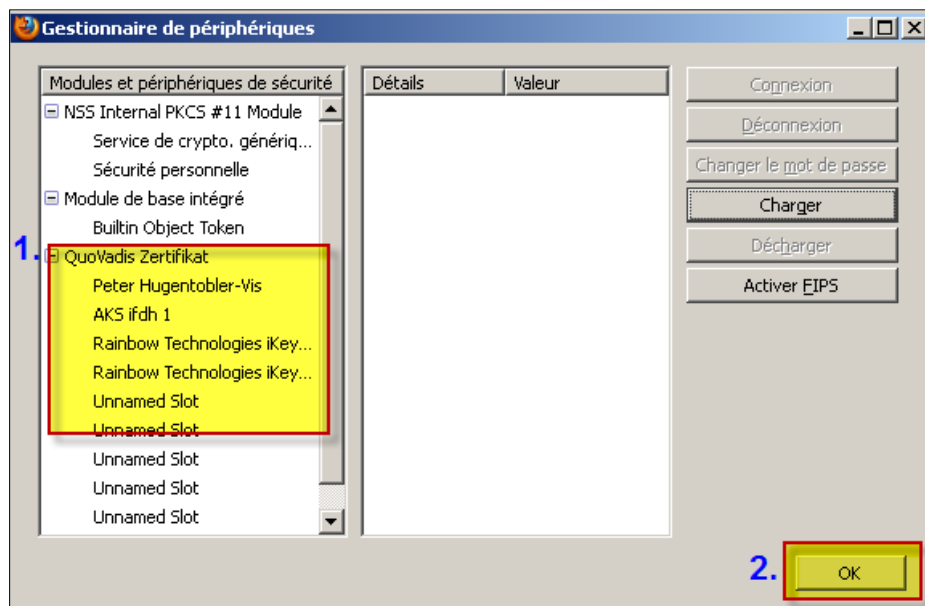 Gestionnaire de périphériques
Modules et périphériques de sécurité
Détails
Valeur
NSS Internal PKCS #11 Module
Service de crypto. génériq...
Sécurité personnelle
Module de base intégré
Builtin Object Token
1.
QuoVadis Zertifikat
Peter Hugentobler-Vis
AKS ifdh 1
Rainbow Technologies iKey...
Rainbow Technologies iKey...
Unnamed Slot
Unnamed Slot
Unnamed Slot
Unnamed Slot
Unnamed Slot
Connexion
Déconnexion
Changer le mot de passe
Charger
Décharger
Activer FIPS
2.
OK